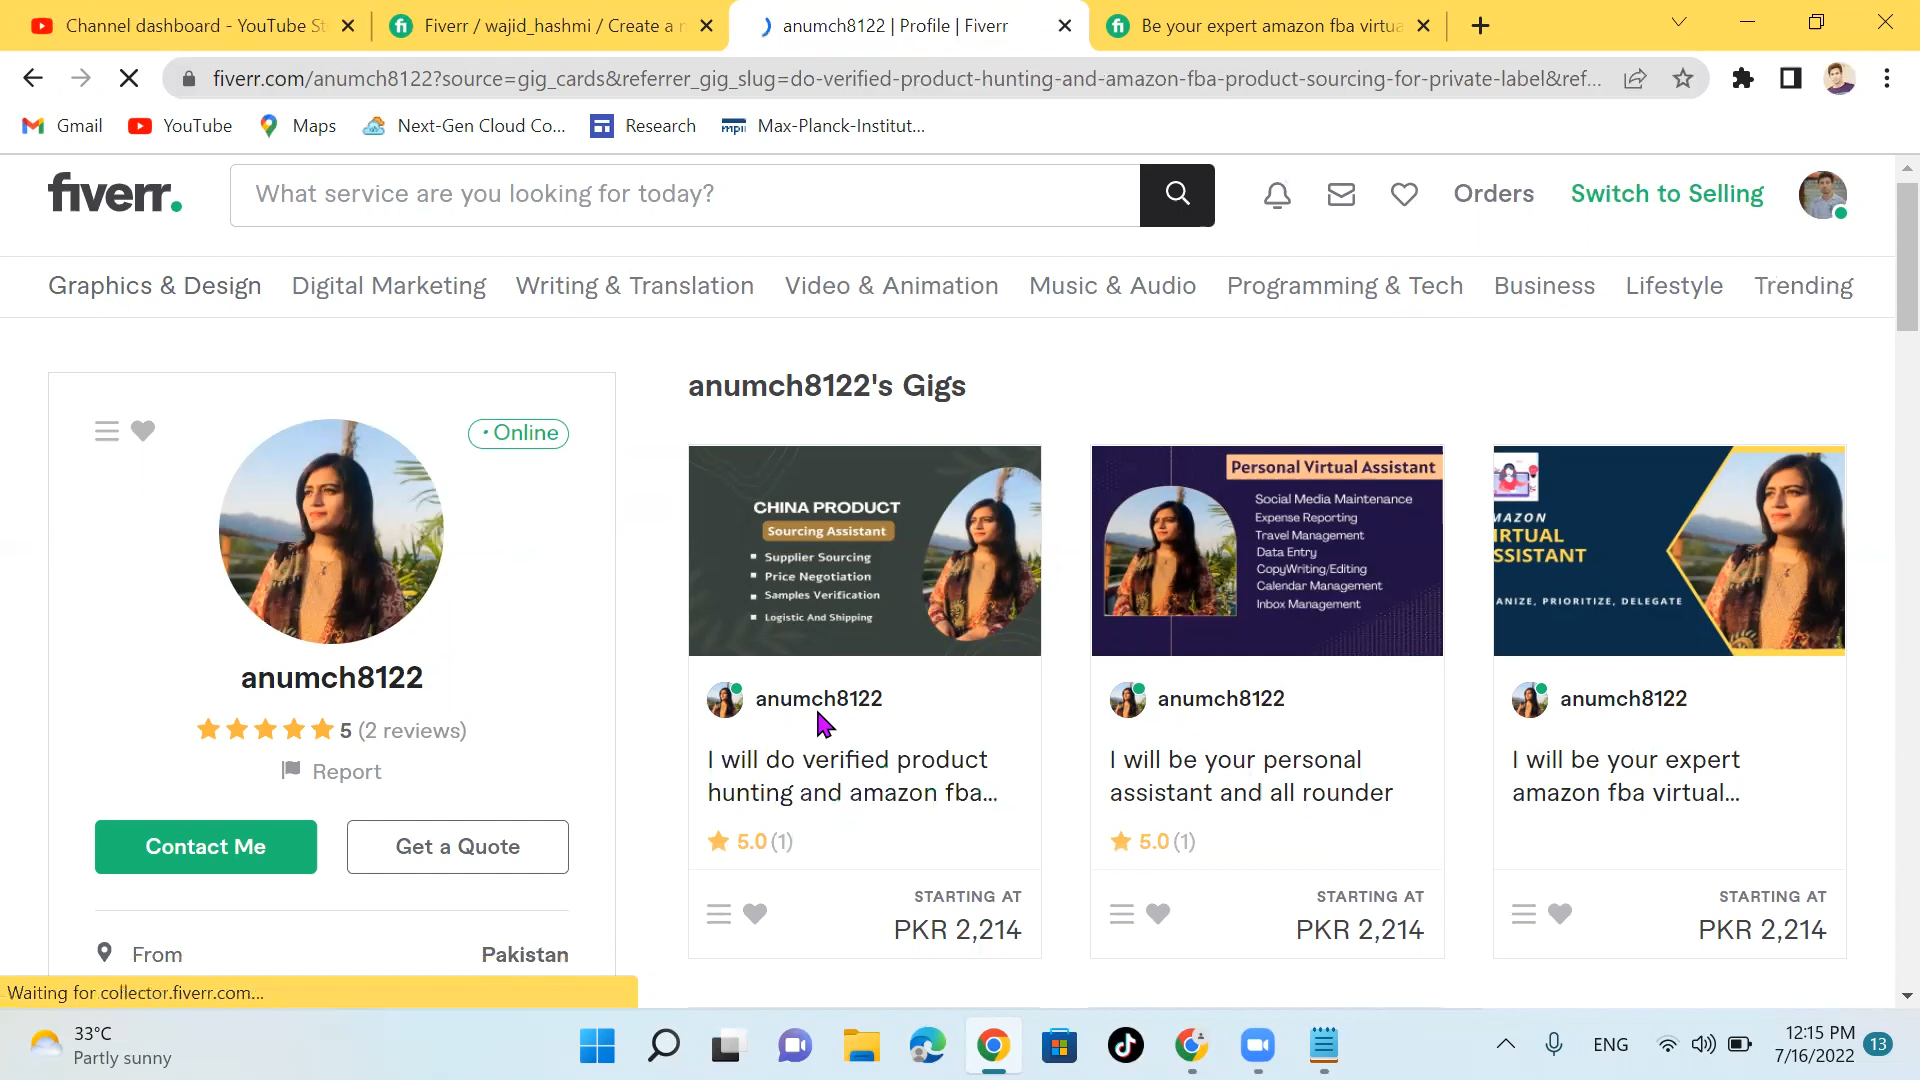 Channel dashboard - YouTube St
Fiverr / wajid_hashmi / Create a n
anumch8122 | Profile | Fiverr
Be your expert amazon fba virtua
fiverr.com/anumch8122?source=gig_cards&referrer_gig_slug=do-verified-product-hunting-and-amazon-fba-product-sourcing-for-private-label&ref...
Gmail
YouTube
Maps
Next-Gen Cloud Co...
Research
mpii
Max-Planck-Institut...
fiverr.
What service are you looking for today?
Orders
Switch to Selling
Graphics & Design
Digital Marketing
Writing & Translation
Video & Animation
Music & Audio
Programming & Tech
Business
Lifestyle
Trending
Online
anumch8122
5 (2 reviews)
Report
Contact Me
Get a Quote
From
Pakistan
anumch8122's Gigs
CHINA PRODUCT
Sourcing Assistant
Supplier Sourcing
Price Negotiation
Samples Verification
Logistic And Shipping
anumch8122
I will do verified product
hunting and amazon fba...
5.0 (1)
STARTING AT
PKR 2,214
Personal Virtual Assistant
Social Media Maintenance
Expense Reporting
Travel Management
Data Entry
CopyWriting/Editing
Calendar Management
Inbox Management
anumch8122
I will be your personal
assistant and all rounder
5.0 (1)
STARTING AT
PKR 2,214
MAZON
IRTUAL
SSISTANT
ANIZE, PRIORITIZE, DELEGATE
anumch8122
I will be your expert
amazon fba virtual...
STARTING AT
PKR 2,214
Waiting for collector.fiverr.com...
33°C
Partly sunny
ENG
12:15 PM
7/16/2022
13